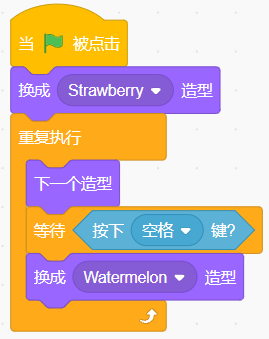 当 被点击
换成 Strawberry 造型
重复执行
下一个造型
等待 按下 空格 键?
换成 Watermelon 造型